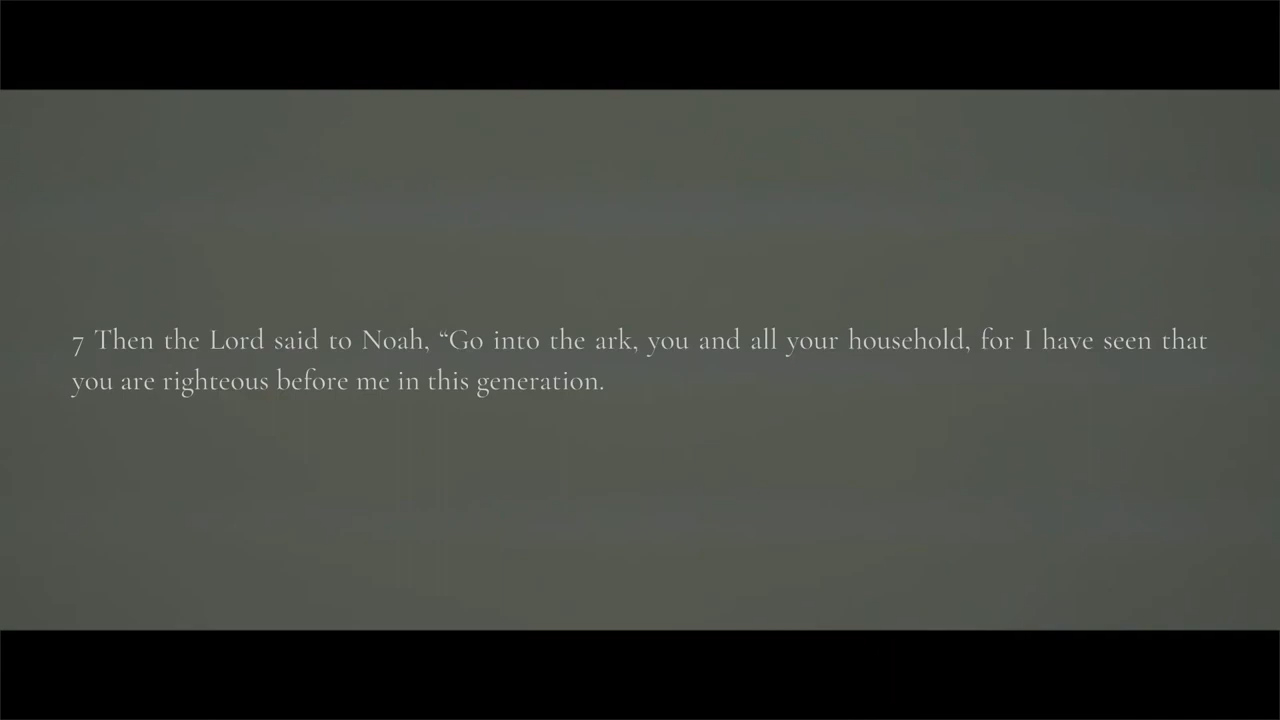 7 Then the Lord said to Noah, “Go into the ark, you and all your household, for I have seen that
you are righteous before me in this generation.